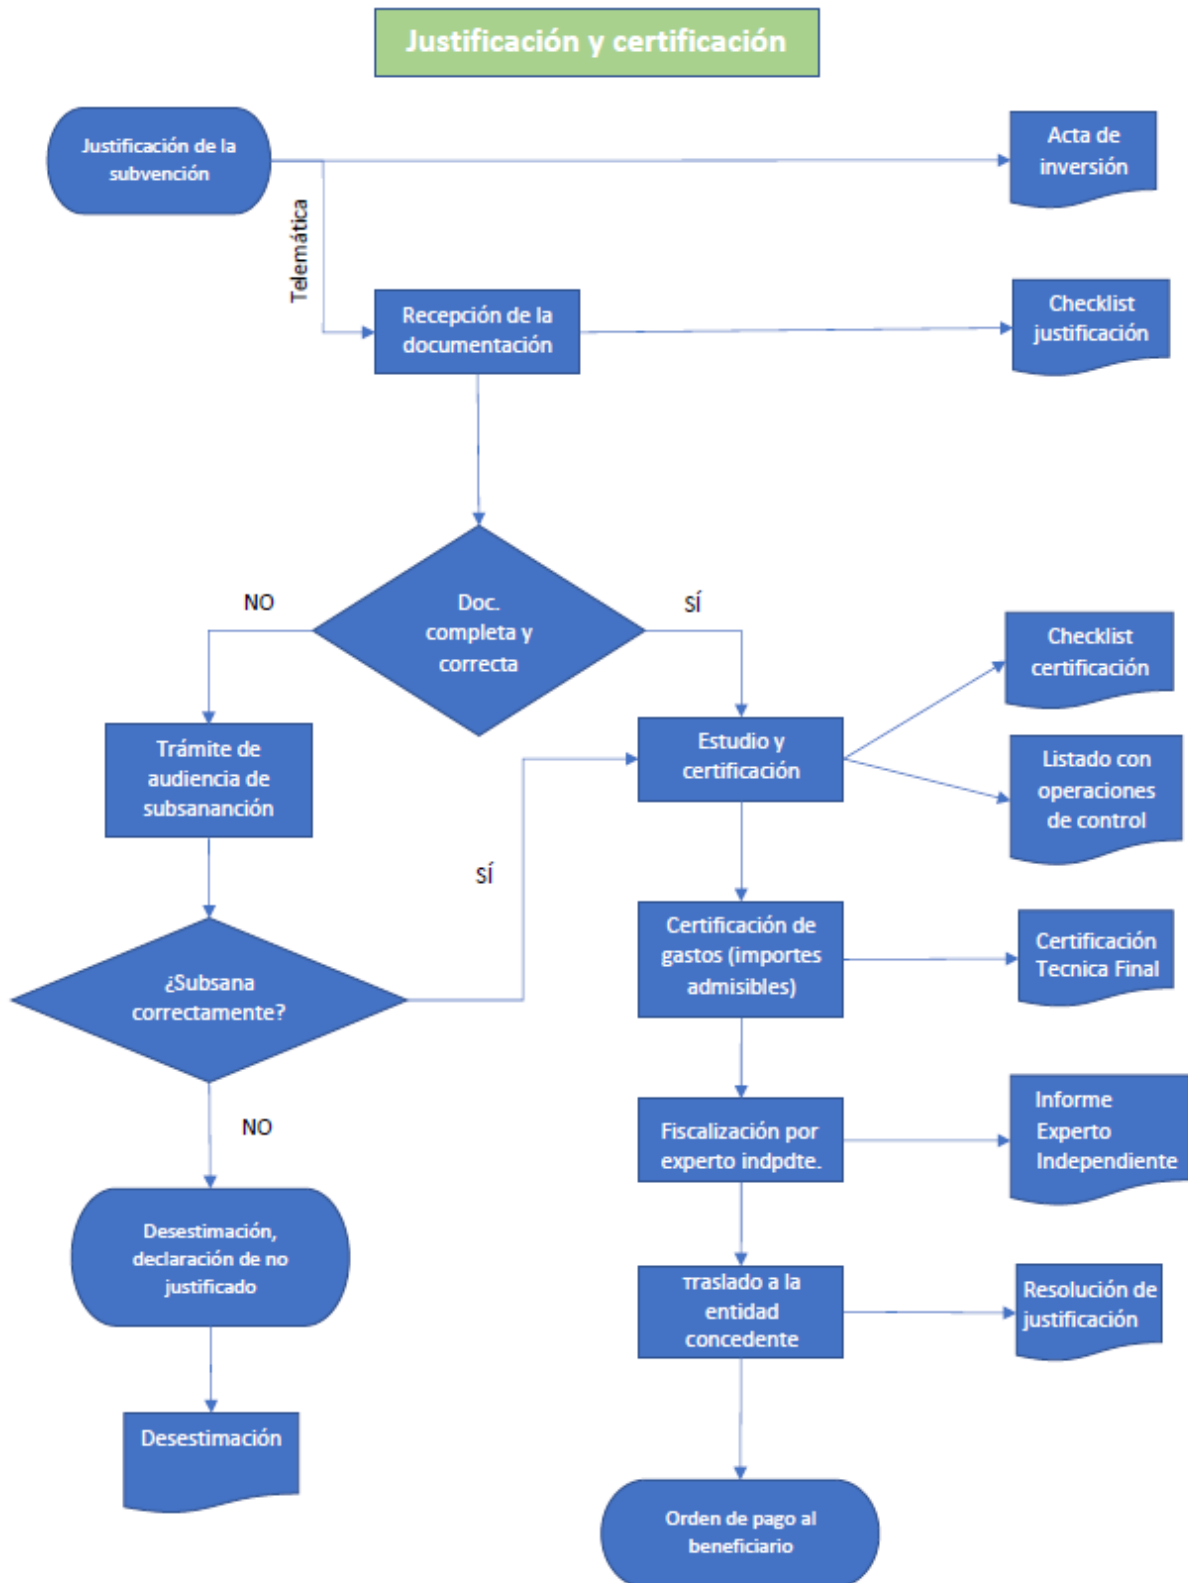 Justificación y certificación
Justificación de la
subvención
Acta de
inversión
Telemática
Recepción de la
documentación
Checklist
justificación
NO
Doc.
completa y
correcta
SÍ
Checklist
certificación
Trámite de
audiencia de
subsananción
Estudio y
certificación
Listado con
operaciones
de control
SÍ
¿Subsana
correctamente?
Certificación de
gastos (importes
admisibles)
Certificación
Tecnica Final
NO
Fiscalización por
experto indpdte.
Informe
Experto
Independiente
Desestimación,
declaración de no
justificado
Traslado a la
entidad
concedente
Resolución de
justificación
Desestimación
Orden de pago al
beneficiario